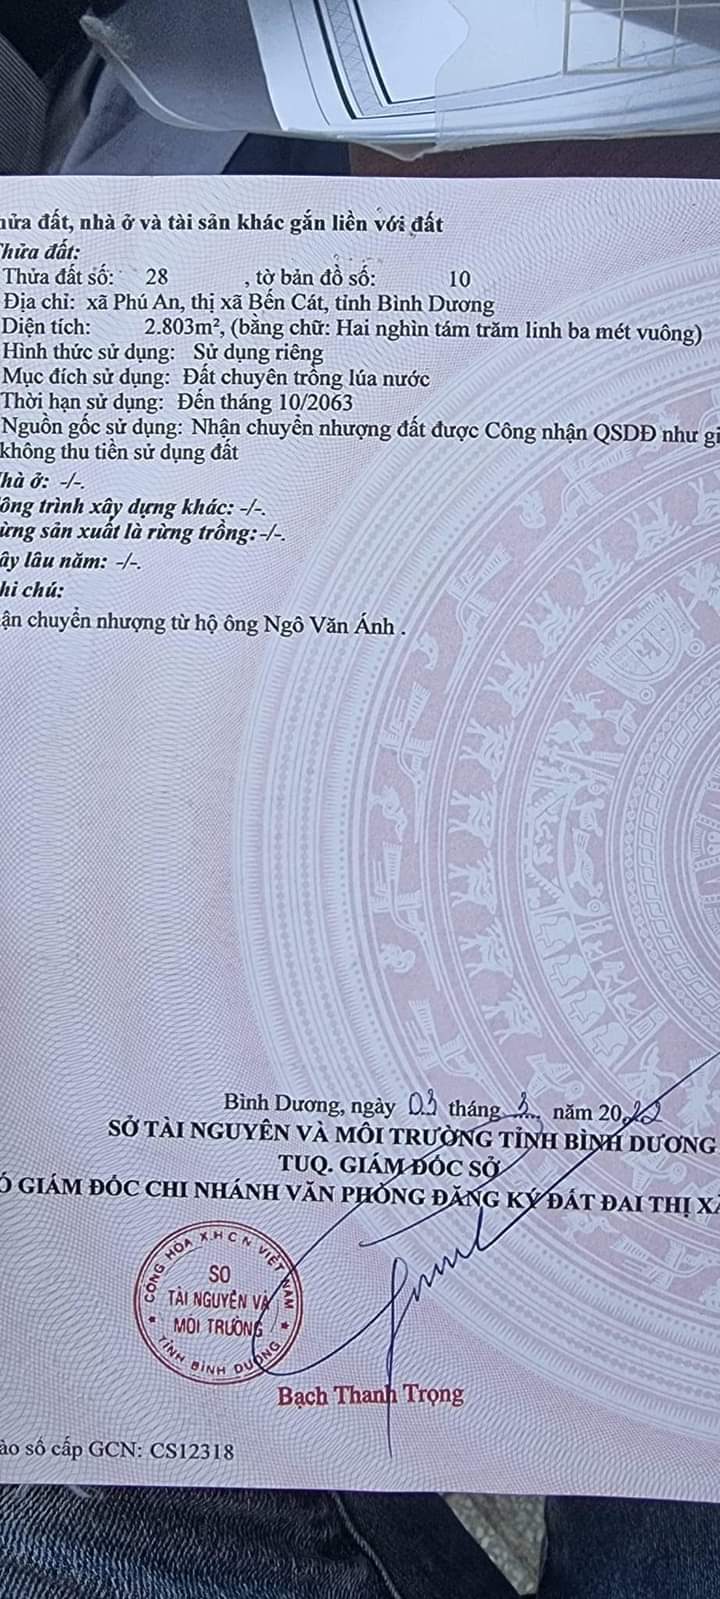 nửa đất, nhà ở và tài sản khác gắn liền với đất
Thửa đất:
Thửa đất số: 28 , tờ bản đồ số: 10
Địa chỉ: xã Phú An, thị xã Bến Cát, tỉnh Bình Dương
Diện tích: 2.803m², (bằng chữ: Hai nghìn tám trăm linh ba mét vuông)
Hình thức sử dụng: Sử dụng riêng
Mục đích sử dụng: Đất chuyên trồng lúa nước
Thời hạn sử dụng: Đến tháng 10/2063
Nguồn gốc sử dụng: Nhận chuyển nhượng đất được Công nhận QSDĐ như gi
không thu tiền sử dụng đất
hà ở: -/-.
ông trình xây dựng khác: -/-.
ừng sản xuất là rừng trồng: -/-.
ây lâu năm: -/-.
hi chú:
ận chuyển nhượng từ hộ ông Ngô Văn Ánh .
Bình Dương, ngày 03 tháng 3 năm 2022
SỞ TÀI NGUYÊN VÀ MÔI TRƯỜNG TỈNH BÌNH DƯƠNG
TUQ. GIÁM ĐỐC SỞ
Ó GIÁM ĐỐC CHI NHÁNH VĂN PHÒNG ĐĂNG KÝ ĐẤT ĐAI THỊ XÃ
CỘNG HÒA X.H.C.N VIỆT NAM
SỞ
TÀI NGUYÊN VÀ
MÔI TRƯỜNG
TỈNH BÌNH DƯƠNG
Bạch Thanh Trọng
ào sổ cấp GCN: CS12318